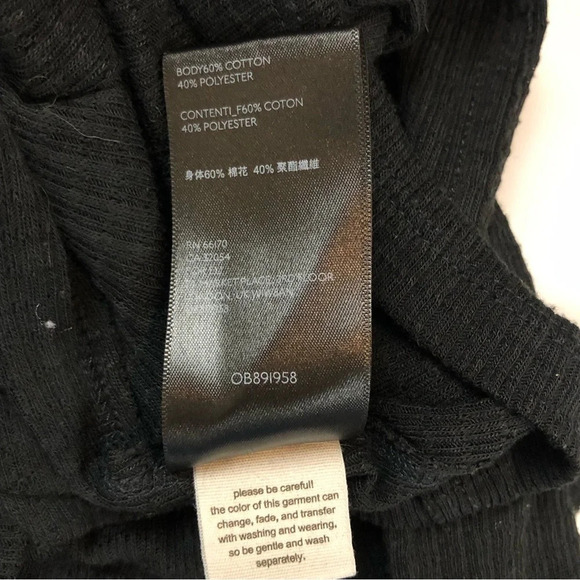 BODY60% COTTON
40% POLYESTER
CONTENTI_F60% COTON
40% POLYESTER
身体60% 棉花 40% 聚酯纖维
RN 66170
CA 32054
OB891958
please be careful!
the color of this garment can
change, fade, and transfer
with washing and wearing,
so be gentle and wash
separately.